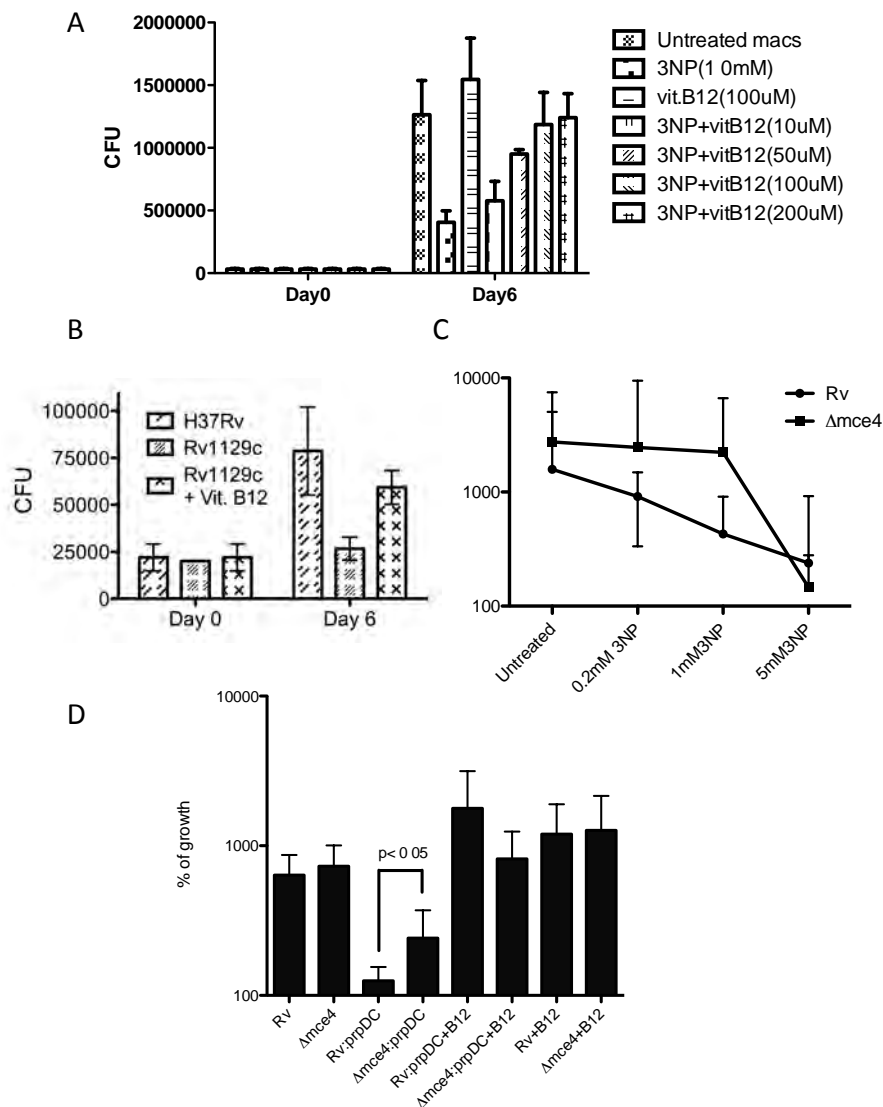 A
2000000
1500000
1000000
500000
0
CFU
Day0
Day6
Untreated macs
3NP(1 0mM)
vit.B12(100uM)
3NP+vitB12(10uM)
3NP+vitB12(50uM)
3NP+vitB12(100uM)
3NP+vitB12(200uM)
B
100000
75000
50000
25000
0
CFU
H37Rv
Rv1129c
Rv1129c
+ Vit. B12
Day 0
Day 6
C
10000
1000
100
Rv
Δmce4
Untreated
0.2mM 3NP
1mM3NP
5mM3NP
D
10000
1000
100
% of growth
p< 0 05
Rv
Δmce4
Rv:prpDC
Δmce4:prpDC
Rv:prpDC+B12
Δmce4:prpDC+B12
Rv+B12
Δmce4+B12